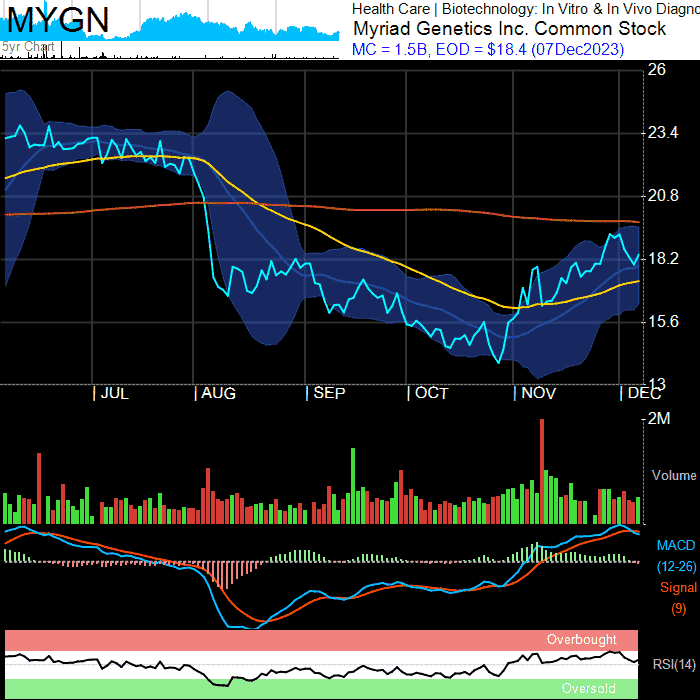 MYGN
5yr Chart
Health Care | Biotechnology: In Vitro & In Vivo Diagno
Myriad Genetics Inc. Common Stock
MC = 1.5B, EOD = $18.4 (07Dec2023)
26
23.4
20.8
18.2
15.6
13
JUL
AUG
SEP
OCT
NOV
DEC
2M
Volume
MACD
(12-26)
Signal
(9)
Overbought
RSI(14)
Oversold